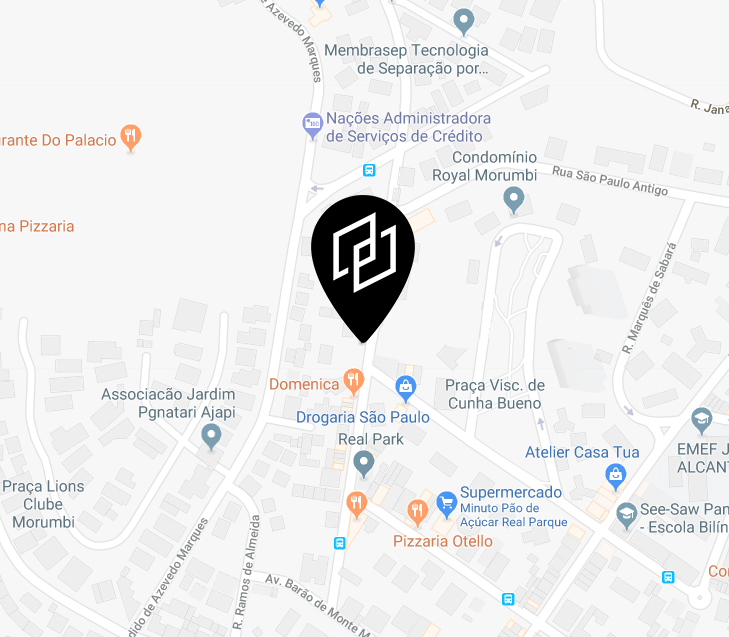 de Azevedo Marques
Membrasep Tecnologia
de Separação por...
R. Jana
Nações Administradora
de Serviços de Crédito
rante Do Palacio
Condomínio
Royal Morumbi
Rua São Paulo Antigo
na Pizzaria
R. Marquês de Sabará
Domenica
Associacão Jardim
Pgnatari Ajapi
Praça Visc. de
Cunha Bueno
Drogaria São Paulo
Real Park
Atelier Casa Tua
EMEF J
ALCANT
Praça Lions
Clube
Morumbi
Supermercado
Minuto Pão de
Açúcar Real Parque
See-Saw Pan
- Escola Bilín
Pizzaria Otello
dido de Azevedo Marques
R. Ramos de Almeida
Av. Barão de Monte M
Co